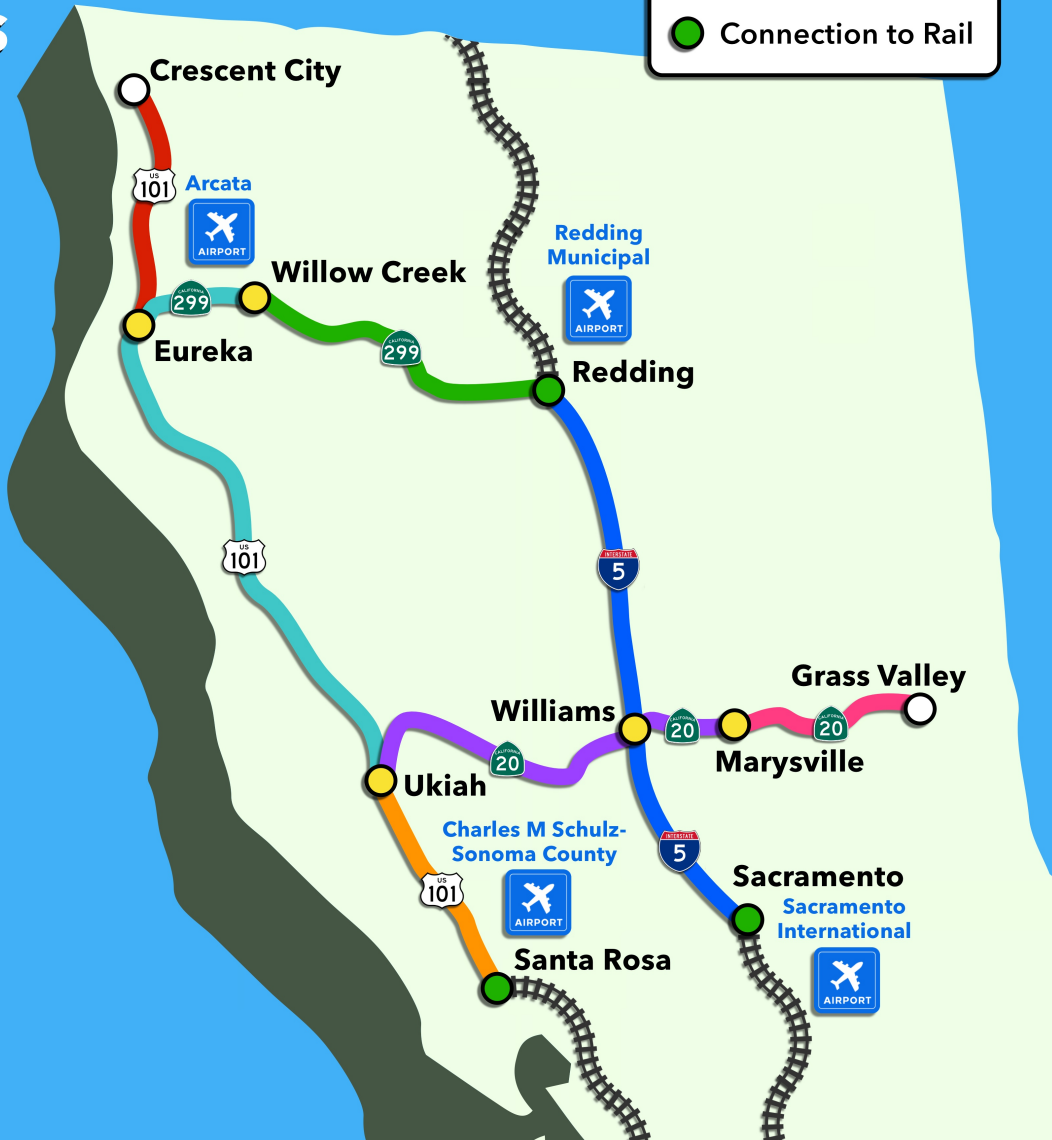 S
Connection to Rail
Crescent City
US
101
Arcata
AIRPORT
Willow Creek
CALIFORNIA
299
Eureka
CALIFORNIA
299
Redding
Municipal
AIRPORT
Redding
US
101
INTERSTATE
5
Grass Valley
Williams
CALIFORNIA
20
CALIFORNIA
20
Marysville
CALIFORNIA
20
Ukiah
Charles M Schulz-
Sonoma County
AIRPORT
INTERSTATE
5
US
101
Sacramento
Sacramento
International
AIRPORT
Santa Rosa